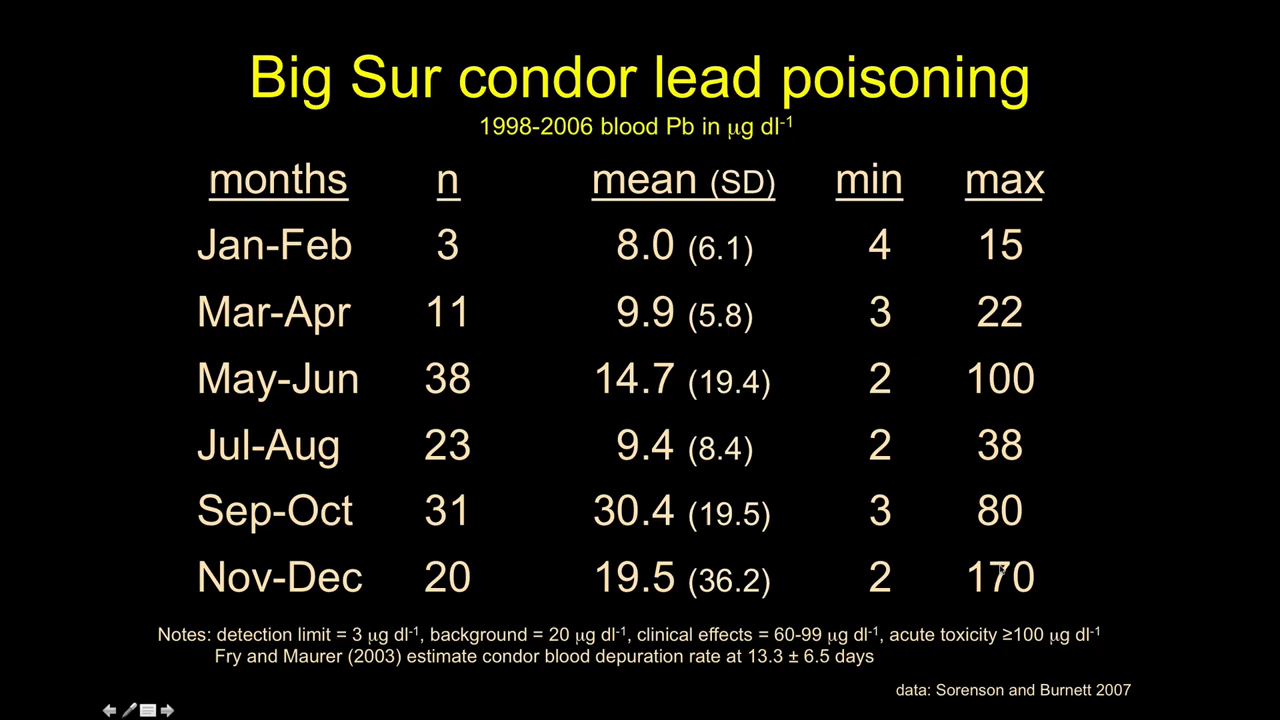 Big Sur condor lead poisoning
1998-2006 blood Pb in μg dl-1
months n mean (SD) min max
Jan-Feb 3 8.0 (6.1) 4 15
Mar-Apr 11 9.9 (5.8) 3 22
May-Jun 38 14.7 (19.4) 2 100
Jul-Aug 23 9.4 (8.4) 2 38
Sep-Oct 31 30.4 (19.5) 3 80
Nov-Dec 20 19.5 (36.2) 2 170
Notes: detection limit = 3 μg dl-1, background = 20 μg dl-1, clinical effects = 60-99 μg dl-1, acute toxicity ≥100 μg dl-1
Fry and Maurer (2003) estimate condor blood depuration rate at 13.3 ± 6.5 days
data: Sorenson and Burnett 2007